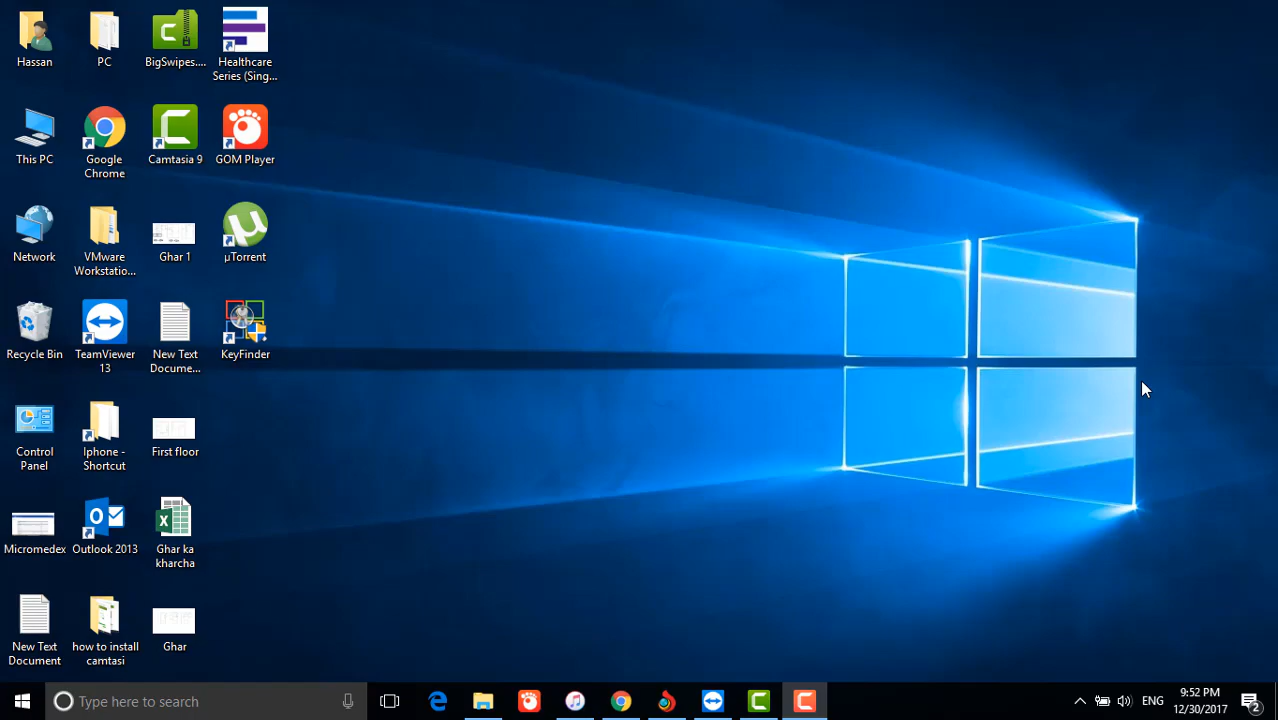 Hassan
PC
BigSwipes....
Healthcare
Series (Sing...
This PC
Google
Chrome
Camtasia 9
GOM Player
Network
VMware
Workstatio...
Ghar 1
µ
µTorrent
Recycle Bin
TeamViewer
13
New Text
Docume...
KeyFinder
Control
Panel
Iphone -
Shortcut
First floor
Micromedex
Outlook 2013
Ghar ka
kharcha
New Text
Document
how to install
camtasi
Ghar
Type here to search
ENG
9:52 PM
12/30/2017
2